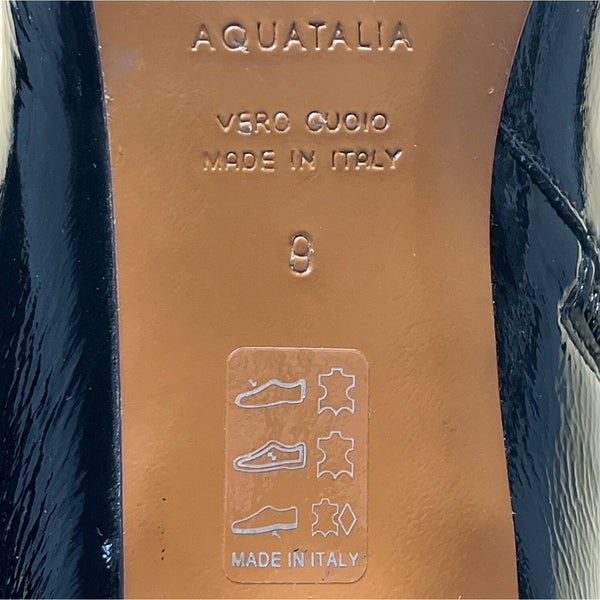 AQUATALIA
VERO CUOIO
MADE IN ITALY
9
MADE IN ITALY